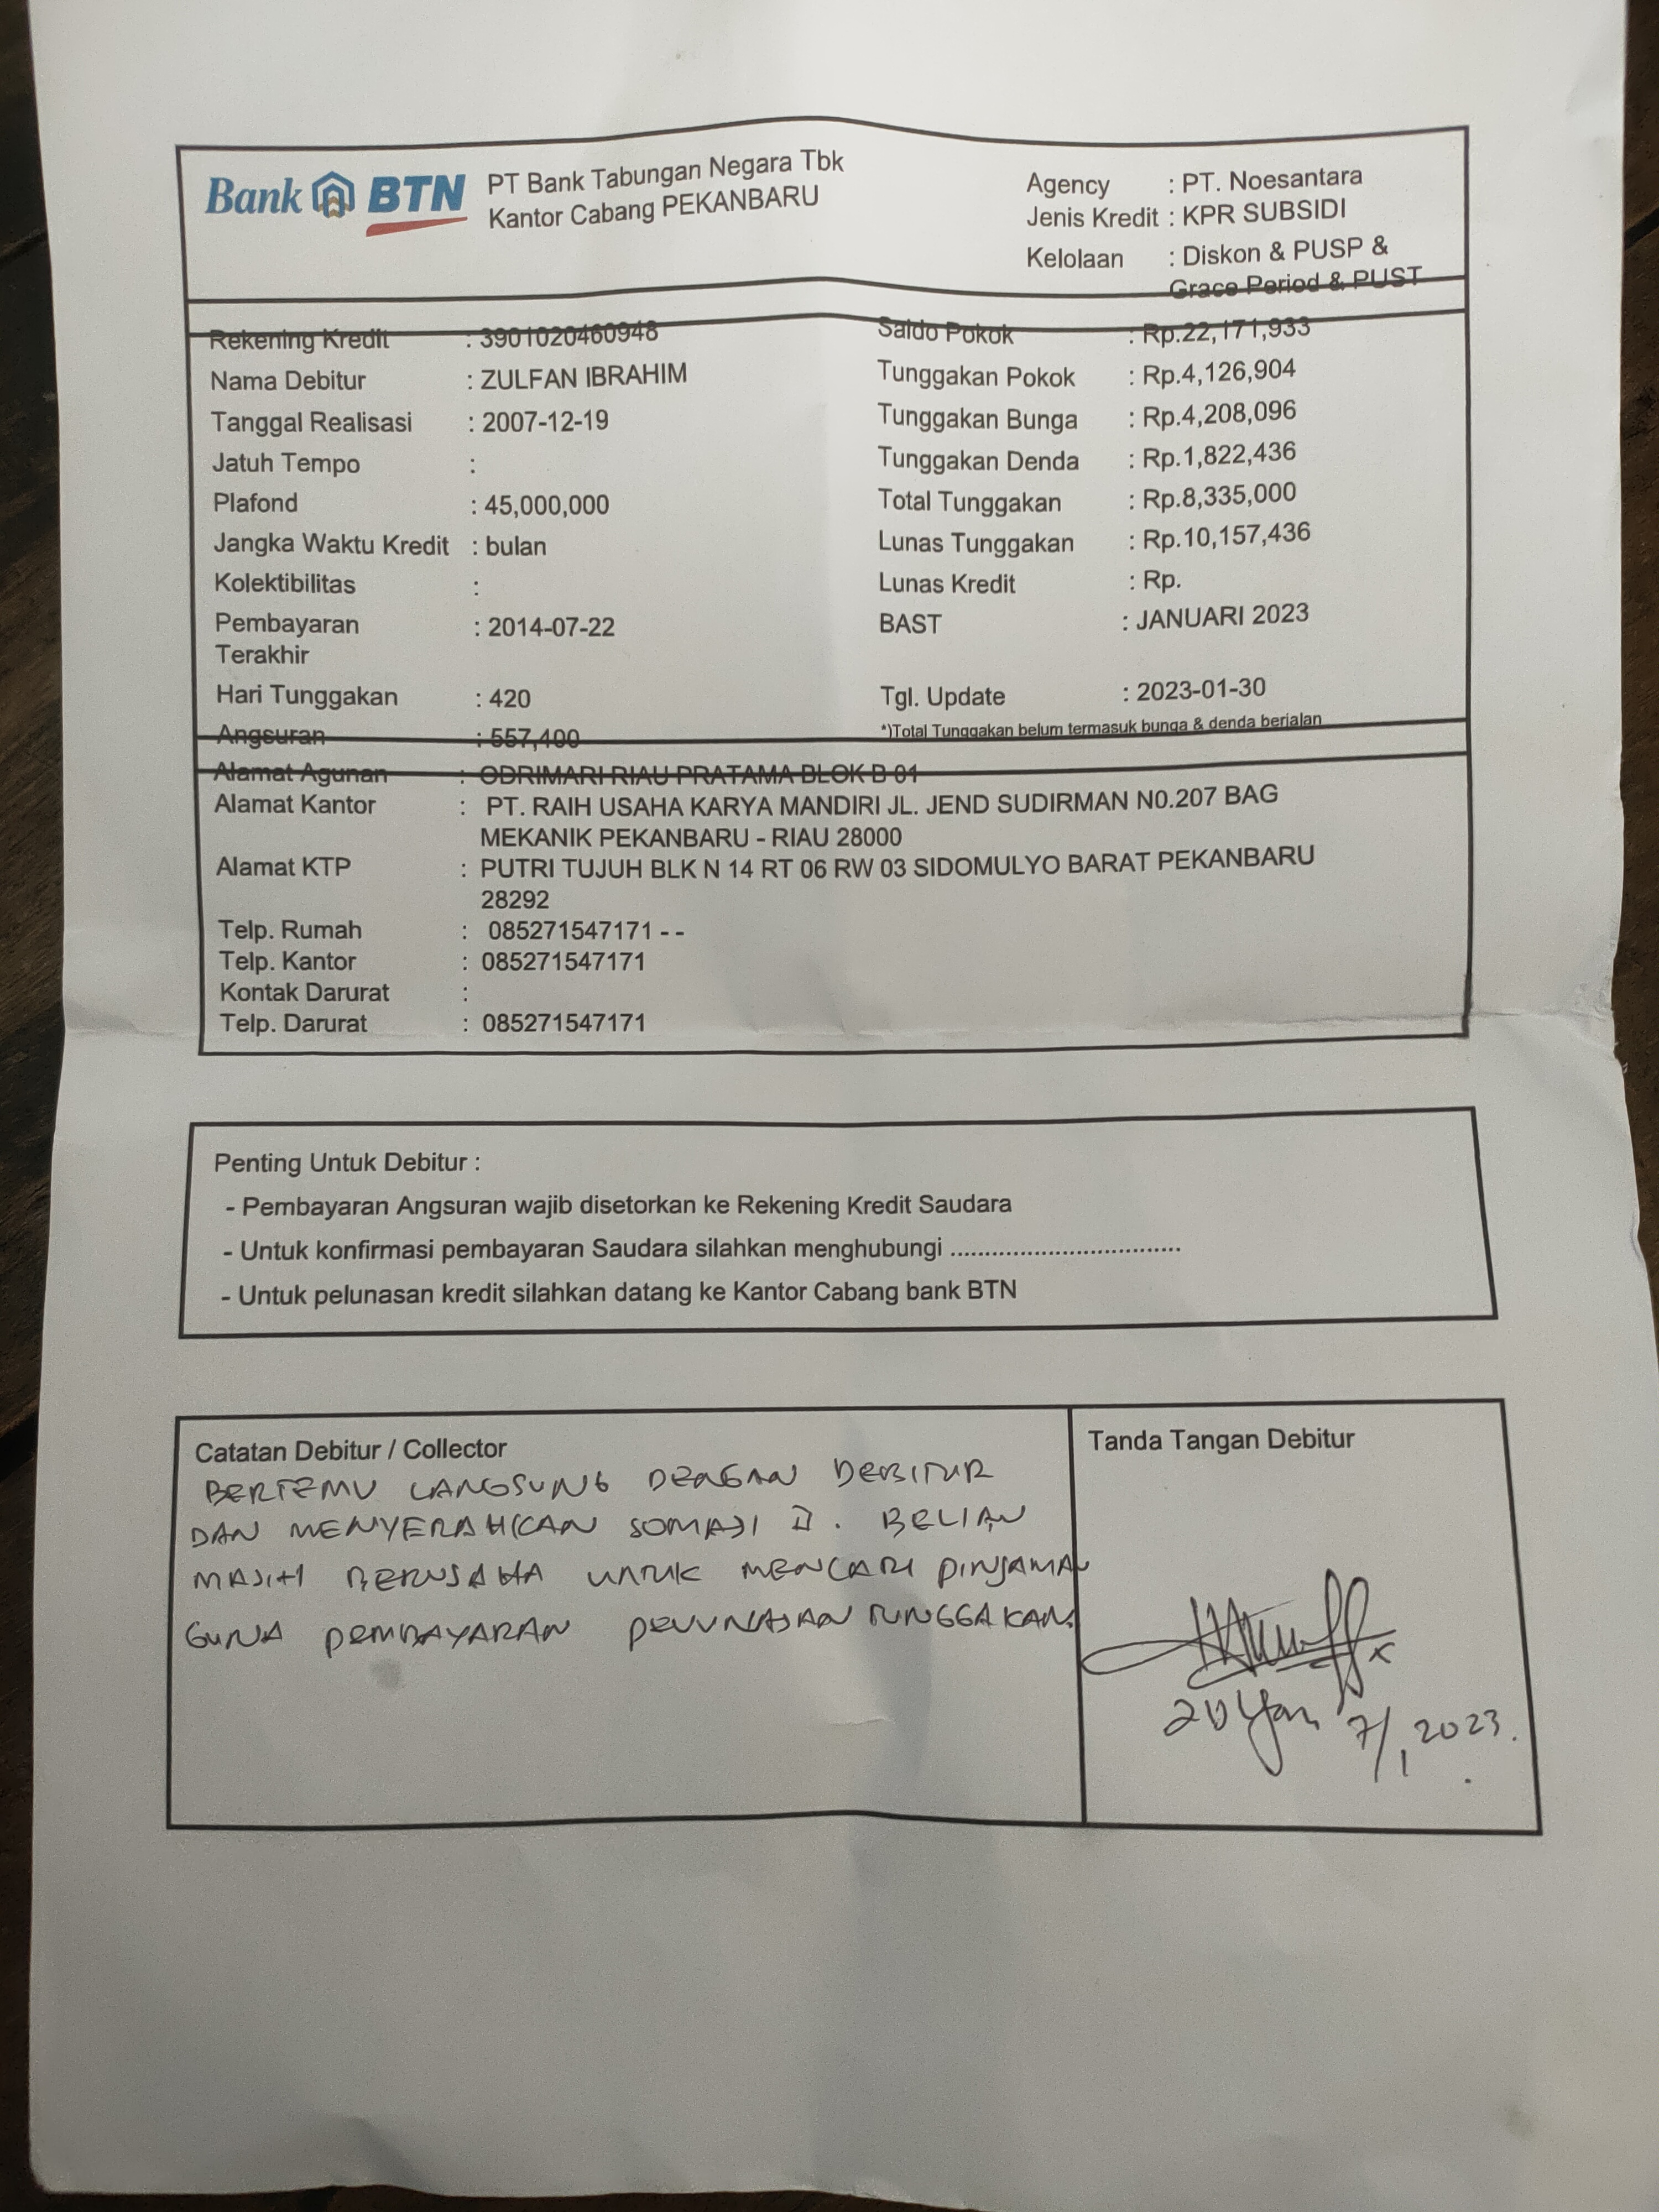 Bank BTN
PT Bank Tabungan Negara Tbk
Kantor Cabang PEKANBARU
Agency : PT. Noesantara
Jenis Kredit : KPR SUBSIDI
Kelolaan : Diskon & PUSP &
Grace Period & PUST
Rekening Kredit : 3901020460948
Nama Debitur : ZULFAN IBRAHIM
Tanggal Realisasi : 2007-12-19
Jatuh Tempo :
Plafond : 45,000,000
Jangka Waktu Kredit : bulan
Kolektibilitas :
Pembayaran : 2014-07-22
Terakhir
Hari Tunggakan : 420
Angsuran : 557,400
Saldo Pokok : Rp.22,171,933
Tunggakan Pokok : Rp.4,126,904
Tunggakan Bunga : Rp.4,208,096
Tunggakan Denda : Rp.1,822,436
Total Tunggakan : Rp.8,335,000
Lunas Tunggakan : Rp.10,157,436
Lunas Kredit : Rp.
BAST : JANUARI 2023
Tgl. Update : 2023-01-30
*)Total Tunggakan belum termasuk bunga & denda berjalan
Alamat Agunan : ODRIMARI RIAU PRATAMA BLOK B 01
Alamat Kantor : PT. RAIH USAHA KARYA MANDIRI JL. JEND SUDIRMAN N0.207 BAG
MEKANIK PEKANBARU - RIAU 28000
Alamat KTP : PUTRI TUJUH BLK N 14 RT 06 RW 03 SIDOMULYO BARAT PEKANBARU
28292
Telp. Rumah : 085271547171 - -
Telp. Kantor : 085271547171
Kontak Darurat :
Telp. Darurat : 085271547171
Penting Untuk Debitur :
- Pembayaran Angsuran wajib disetorkan ke Rekening Kredit Saudara
- Untuk konfirmasi pembayaran Saudara silahkan menghubungi ..................................
- Untuk pelunasan kredit silahkan datang ke Kantor Cabang bank BTN
Catatan Debitur / Collector
BERTEMU LANGSUNG DENGAN DEBITUR
DAN MENYERAHKAN SOMASI II. BELIAU
MASIH BERUSAHA UNTUK MENCARI PINJAMAN
GUNA PEMBAYARAN PELUNASAN TUNGGAKAN.
Tanda Tangan Debitur
7/1 2023.